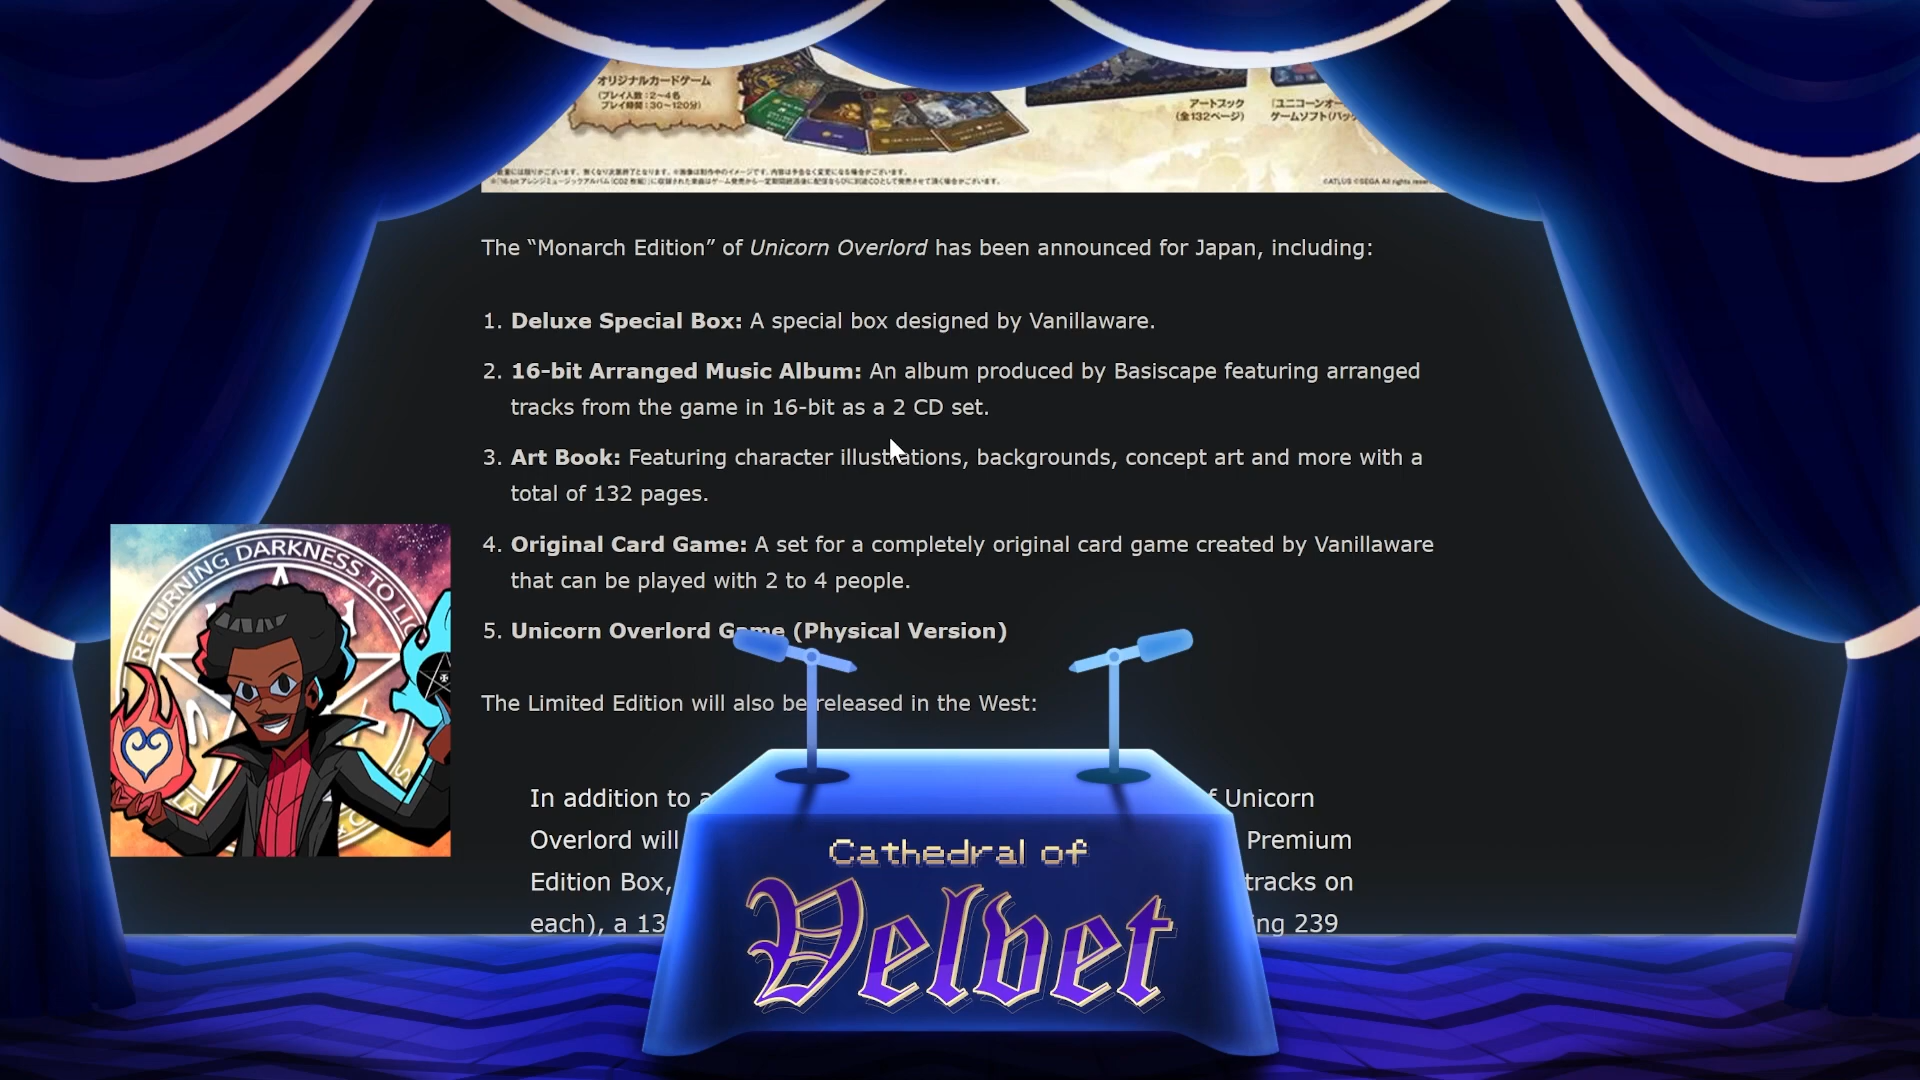 オリジナルカードゲーム
(プレイ人数:2～4名
プレイ時間:30～120分)
アートブック
(全132ページ)
『ユニコーンオー
ゲームソフト(パッ
©ATLUS ©SEGA All rights reser
The “Monarch Edition” of Unicorn Overlord has been announced for Japan, including:
1. Deluxe Special Box: A special box designed by Vanillaware.
2. 16-bit Arranged Music Album: An album produced by Basiscape featuring arranged
tracks from the game in 16-bit as a 2 CD set.
3. Art Book: Featuring character illustrations, backgrounds, concept art and more with a
total of 132 pages.
4. Original Card Game: A set for a completely original card game created by Vanillaware
that can be played with 2 to 4 people.
5. Unicorn Overlord Game (Physical Version)
The Limited Edition will also be released in the West:
In addition to a f Unicorn
Overlord will Premium
Edition Box, tracks on
each), a 13 ing 239
RETURNING DARKNESS TO LIG
Cathedral of
Velvet